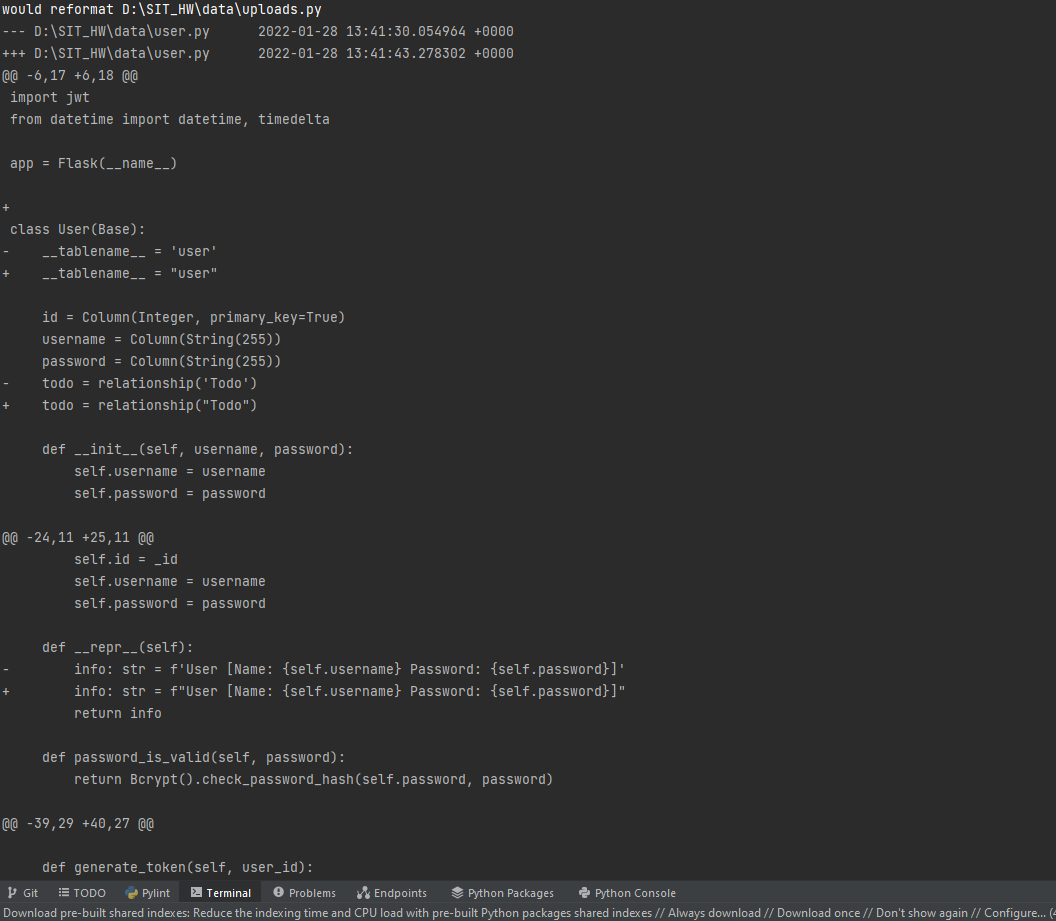 would reformat D:\SIT_HW\data\uploads.py
--- D:\SIT_HW\data\user.py      2022-01-28 13:41:30.054964 +0000
+++ D:\SIT_HW\data\user.py      2022-01-28 13:41:43.278302 +0000
@@ -6,17 +6,18 @@
 import jwt
 from datetime import datetime, timedelta
 app = Flask(__name__)
+
 class User(Base):
-    __tablename__ = 'user'
+    __tablename__ = "user"
     id = Column(Integer, primary_key=True)
     username = Column(String(255))
     password = Column(String(255))
-    todo = relationship('Todo')
+    todo = relationship("Todo")
     def __init__(self, username, password):
         self.username = username
         self.password = password
@@ -24,11 +25,11 @@
         self.id = _id
         self.username = username
         self.password = password
     def __repr__(self):
-        info: str = f'User [Name: {self.username} Password: {self.password}]'
+        info: str = f"User [Name: {self.username} Password: {self.password}]"
         return info
     def password_is_valid(self, password):
         return Bcrypt().check_password_hash(self.password, password)
@@ -39,29 +40,27 @@
     def generate_token(self, user_id):
Git TODO Pylint Terminal Problems Endpoints Python Packages Python Console
Download pre-built shared indexes: Reduce the indexing time and CPU load with pre-built Python packages shared indexes // Always download // Download once // Don't show again // Configure...